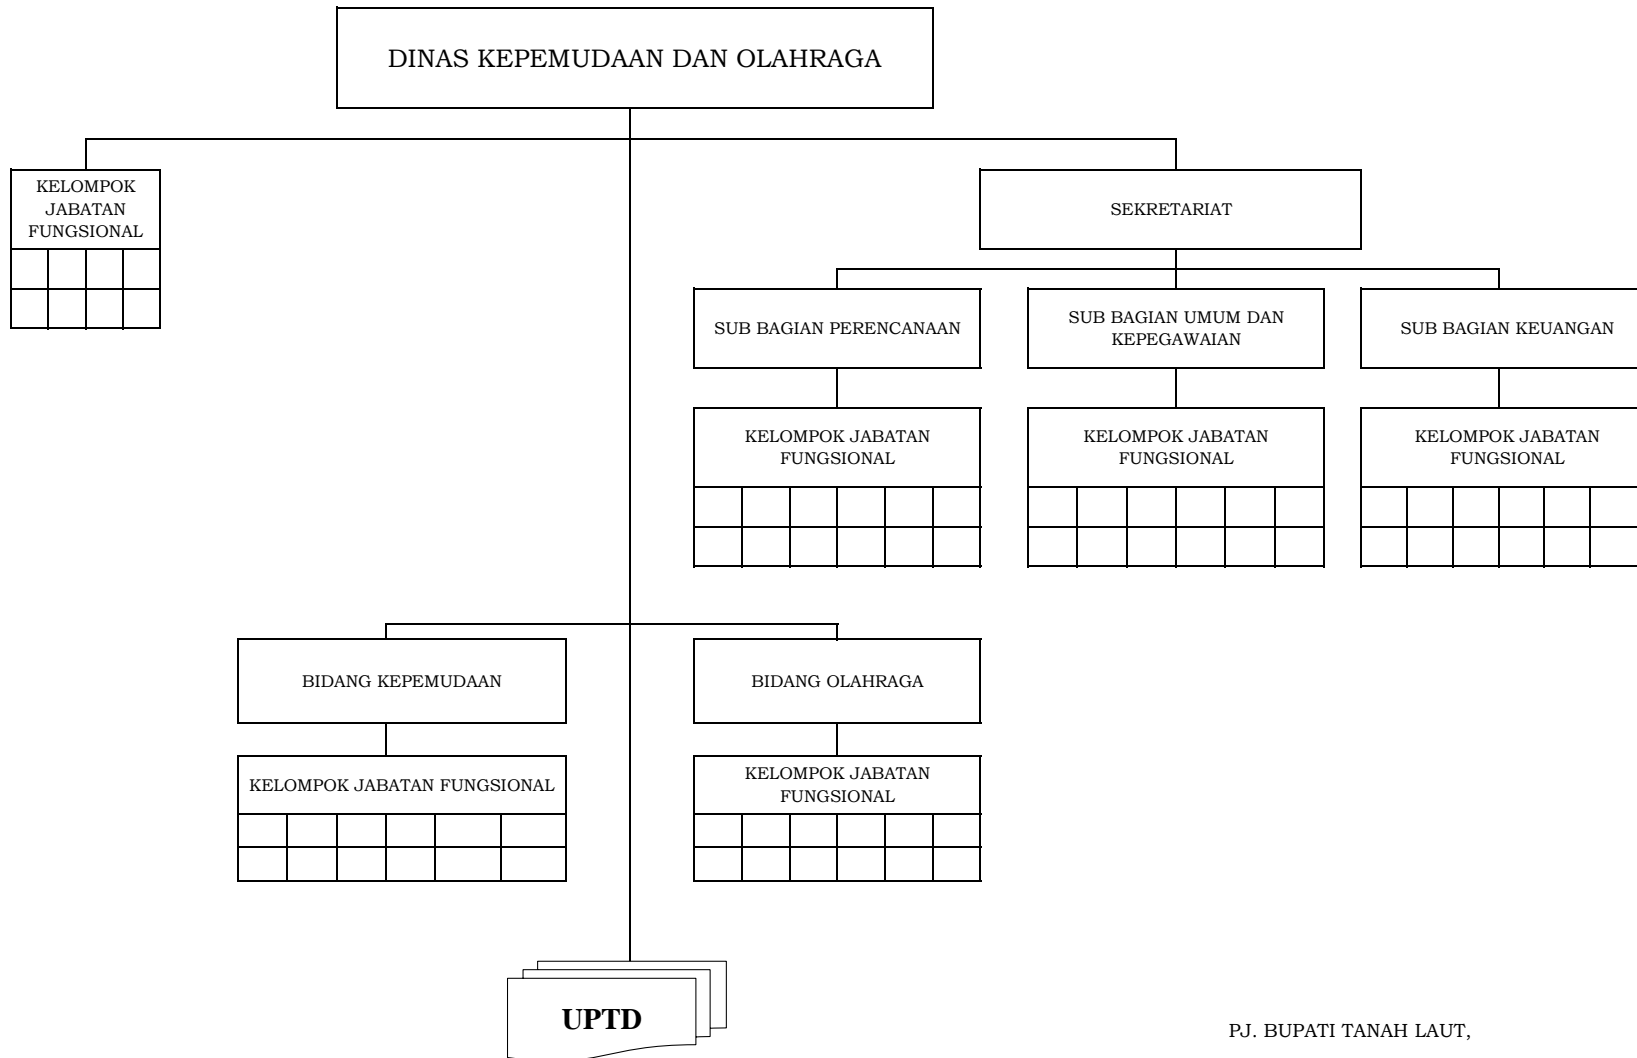 DINAS KEPEMUDAAN DAN OLAHRAGA
KELOMPOK
JABATAN
FUNGSIONAL
SEKRETARIAT
SUB BAGIAN PERENCANAAN
SUB BAGIAN UMUM DAN
KEPEGAWAIAN
SUB BAGIAN KEUANGAN
KELOMPOK JABATAN
FUNGSIONAL
KELOMPOK JABATAN
FUNGSIONAL
KELOMPOK JABATAN
FUNGSIONAL
BIDANG KEPEMUDAAN
BIDANG OLAHRAGA
KELOMPOK JABATAN FUNGSIONAL
KELOMPOK JABATAN
FUNGSIONAL
UPTD
PJ. BUPATI TANAH LAUT,